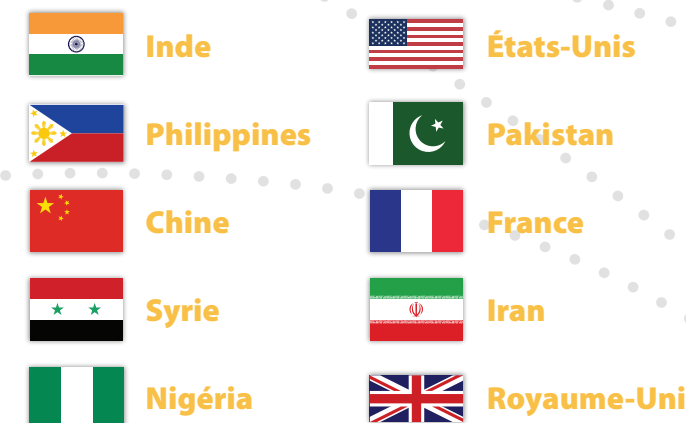 Inde
Philippines
Chine
Syrie
Nigéria
États-Unis
Pakistan
France
Iran
Royaume-Uni